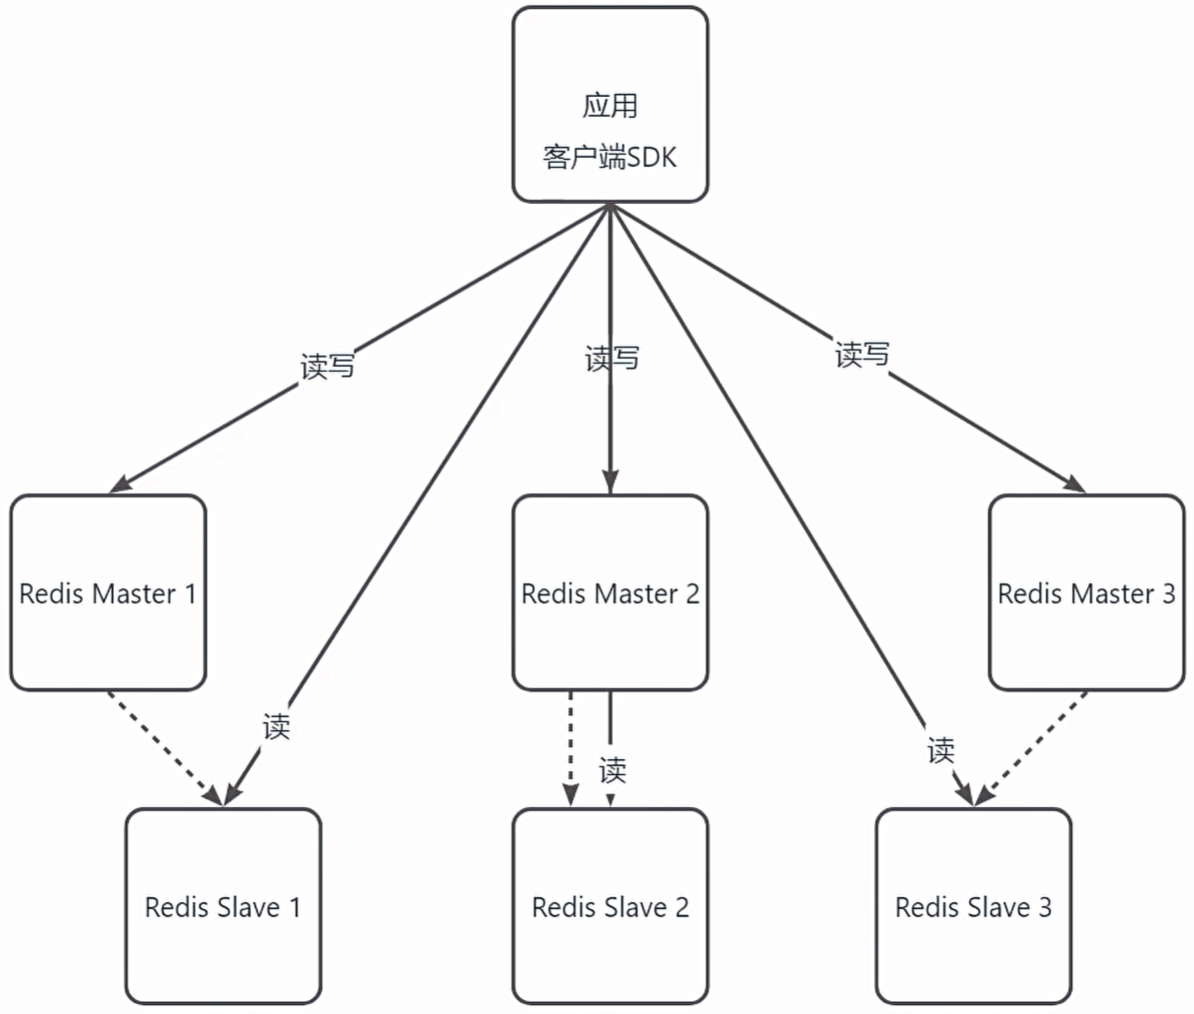 应用
客户端SDK
读写
读写
读写
Redis Master 1
Redis Master 2
Redis Master 3
读
读
读
Redis Slave 1
Redis Slave 2
Redis Slave 3